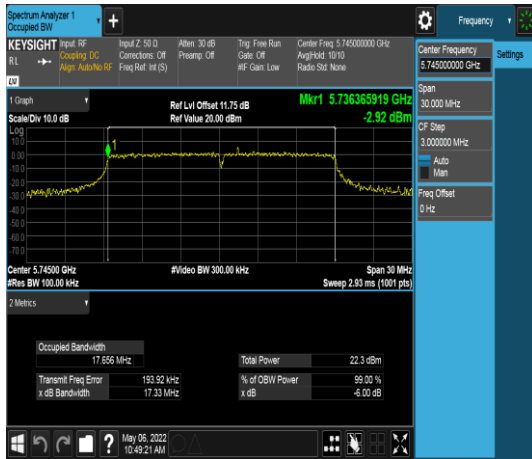 Spectrum Analyzer 1
Occupied BW
Frequency
KEYSIGHT
Input: RF
Input Z: 50 Ω
Atten: 30 dB
Trig: Free Run
Center Freq: 5.745000000 GHz
RL
Coupling: DC
Corrections: Off
Preamp: Off
Gate: Off
Avg|Hold: 10/10
Align: Auto/No RF
Freq Ref: Int (S)
#IF Gain: Low
Radio Std: None
LXI
Center Frequency
5.745000000 GHz
Settings
Span
30.000 MHz
CF Step
3.000000 MHz
Auto
Man
Freq Offset
0 Hz
1 Graph
Ref Lvl Offset 11.75 dB
Mkr1 5.736365919 GHz
Scale/Div 10.0 dB
Ref Value 20.00 dBm
-2.92 dBm
Log
1
10.0
0.00
-10.0
-20.0
-30.0
-40.0
-50.0
-60.0
-70.0
Center 5.74500 GHz
#Video BW 300.00 kHz
Span 30 MHz
#Res BW 100.00 kHz
Sweep 2.93 ms (1001 pts)
2 Metrics
Occupied Bandwidth
17.656 MHz
Total Power
22.3 dBm
Transmit Freq Error
193.92 kHz
% of OBW Power
99.00 %
x dB Bandwidth
17.33 MHz
x dB
-6.00 dB
?
May 06, 2022
10:49:21 AM